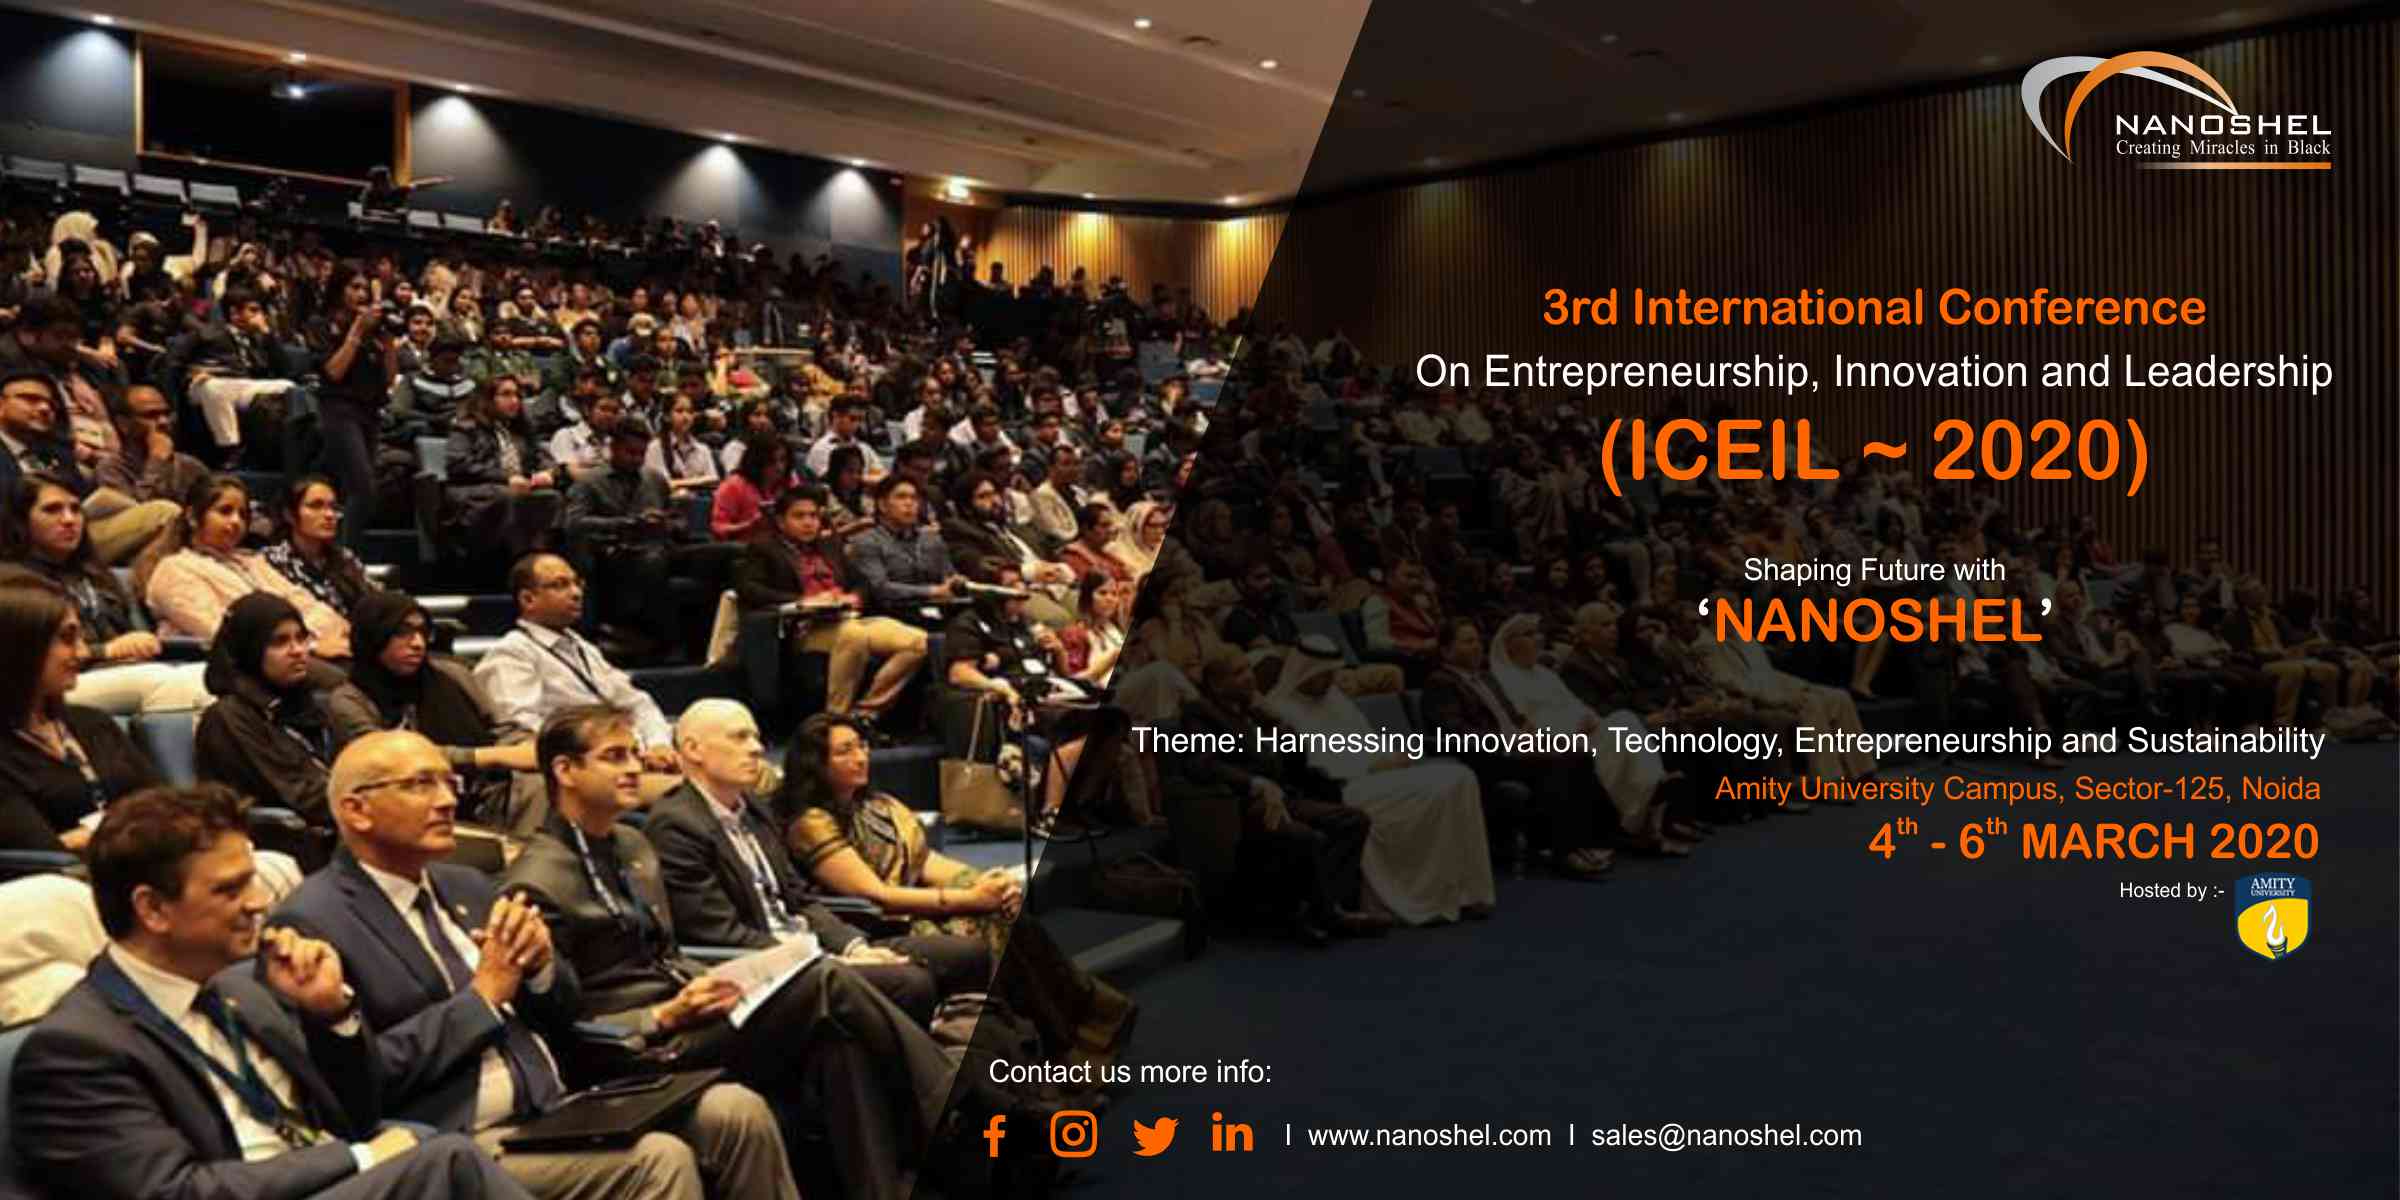 NANOSHEL
Creating Miracles in Black
3rd International Conference
On Entrepreneurship, Innovation and Leadership
(ICEIL ~ 2020)
Shaping Future with
‘NANOSHEL’
Theme: Harnessing Innovation, Technology, Entrepreneurship and Sustainability
Amity University Campus, Sector-125, Noida
4th - 6th MARCH 2020
Hosted by :-
AMITY
UNIVERSITY
Contact us more info:
I www.nanoshel.com I sales@nanoshel.com